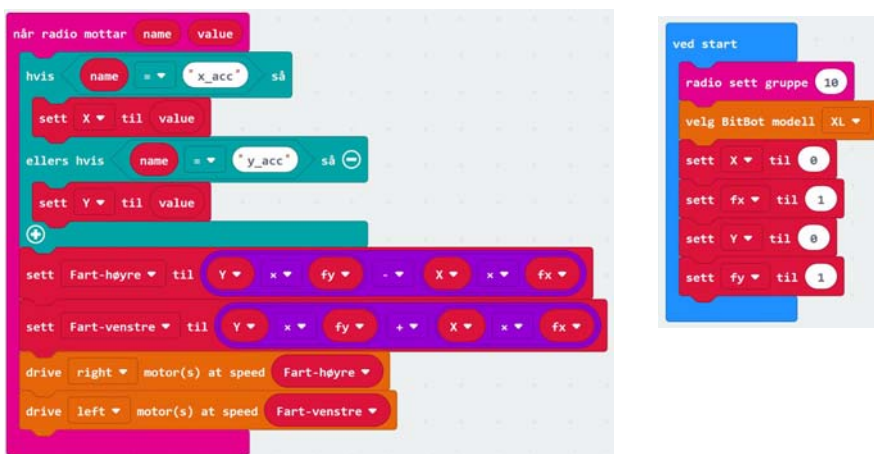 når radio mottar name value
hvis name = "x_acc" så
sett X til value
ellers hvis name = "y_acc" så
sett Y til value
sett Fart-høyre til Y × fy - X × fx
sett Fart-venstre til Y × fy + X × fx
drive right motor(s) at speed Fart-høyre
drive left motor(s) at speed Fart-venstre
ved start
radio sett gruppe 10
velg BitBot modell XL
sett X til 0
sett fx til 1
sett Y til 0
sett fy til 1